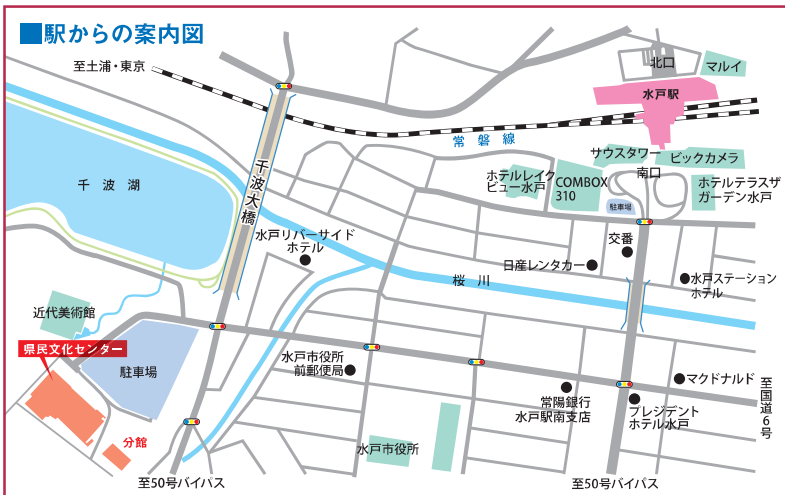 ■駅からの案内図
至土浦・東京
北口
マルイ
水戸駅
常磐線
サウスタワー
ビックカメラ
南口
ホテルレイク
ビュー水戸
COMBOX
310
ホテルテラスザ
ガーデン水戸
駐車場
千波湖
千波大橋
水戸リバーサイド
ホテル
交番
日産レンタカー
桜川
水戸ステーション
ホテル
近代美術館
県民文化センター
駐車場
水戸市役所
前郵便局
マクドナルド
至国道6号
常陽銀行
水戸駅南支店
プレジデント
ホテル水戸
分館
水戸市役所
至50号バイパス
至50号バイパス